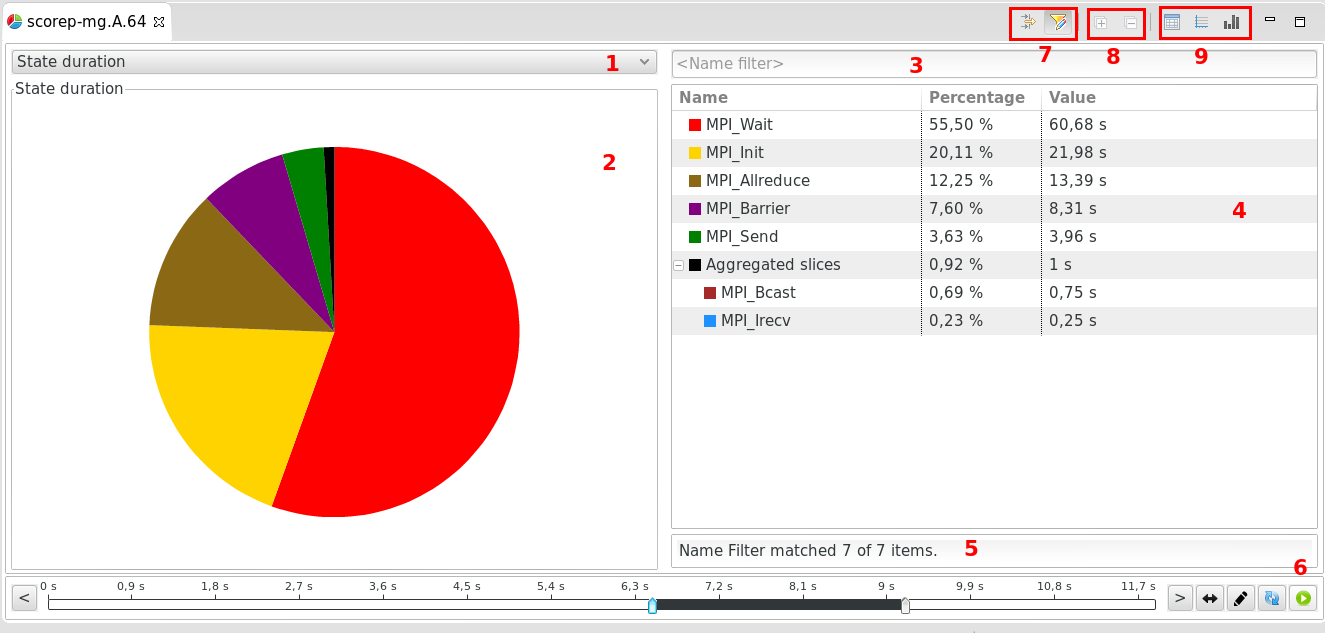 scorep-mg.A.64
7 8 9
State duration 1
<Name filter> 3
State duration
2
Name Percentage Value
MPI_Wait 55,50 % 60,68 s
MPI_Init 20,11 % 21,98 s
MPI_Allreduce 12,25 % 13,39 s
MPI_Barrier 7,60 % 8,31 s
4
MPI_Send 3,63 % 3,96 s
Aggregated slices 0,92 % 1 s
MPI_Bcast 0,69 % 0,75 s
MPI_Irecv 0,23 % 0,25 s
Name Filter matched 7 of 7 items. 5
6
0 s 0,9 s 1,8 s 2,7 s 3,6 s 4,5 s 5,4 s 6,3 s 7,2 s 8,1 s 9 s 9,9 s 10,8 s 11,7 s
< >